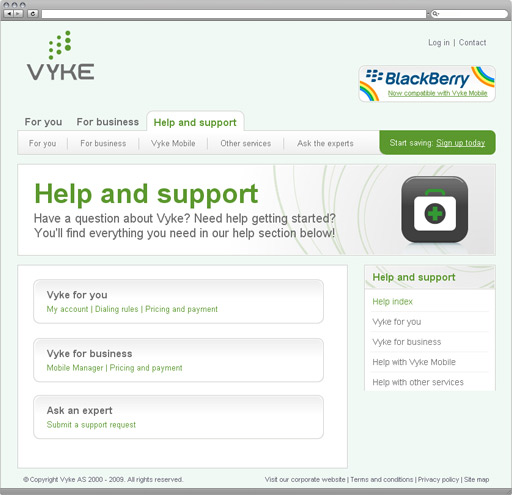 Log in | Contact
VYKE
BlackBerry
Now compatible with Vyke Mobile
For you For business Help and support
For you For business Vyke Mobile Other services Ask the experts
Start saving: Sign up today
Help and support
Have a question about Vyke? Need help getting started?
You'll find everything you need in our help section below!
Vyke for you
My account | Dialing rules | Pricing and payment
Vyke for business
Mobile Manager | Pricing and payment
Ask an expert
Submit a support request
Help and support
Help index
Vyke for you
Vyke for business
Help with Vyke Mobile
Help with other services
© Copyright Vyke AS 2000 - 2009. All rights reserved.
Visit our corporate website | Terms and conditions | Privacy policy | Site map